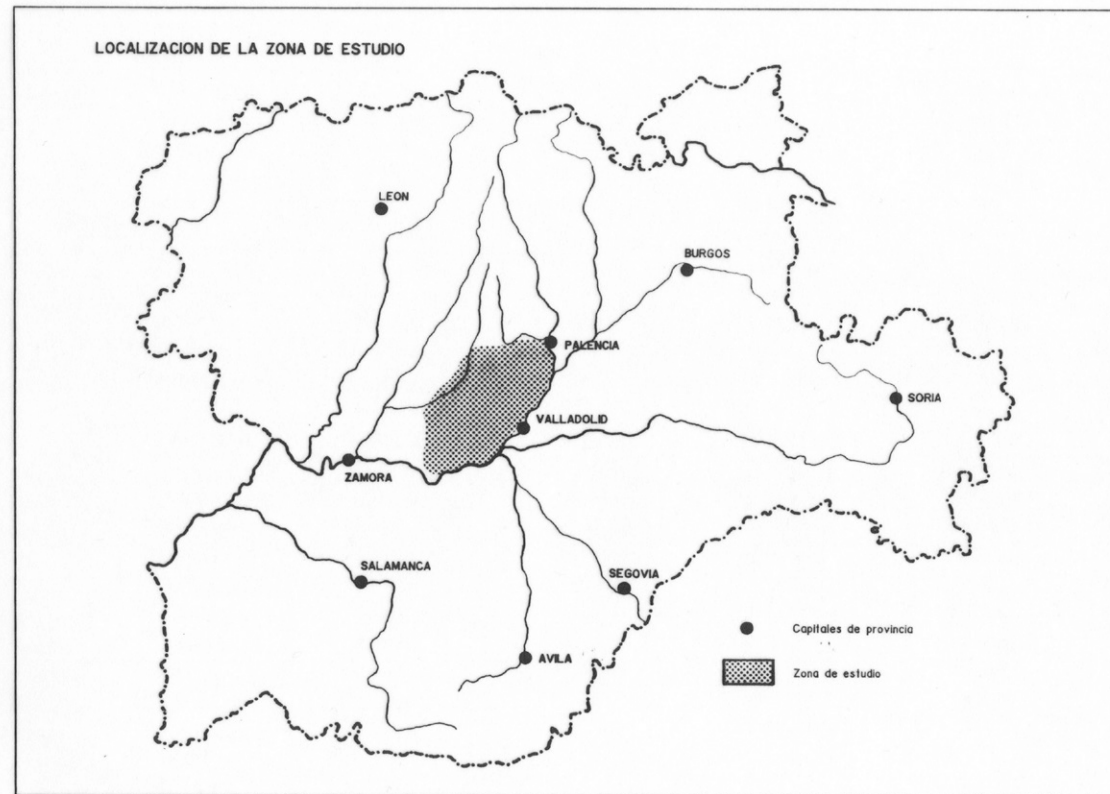 LOCALIZACION DE LA ZONA DE ESTUDIO
LEON
BURGOS
PALENCIA
SORIA
VALLADOLID
ZAMORA
SALAMANCA
SEGOVIA
AVILA
Capitales de provincia
Zona de estudio